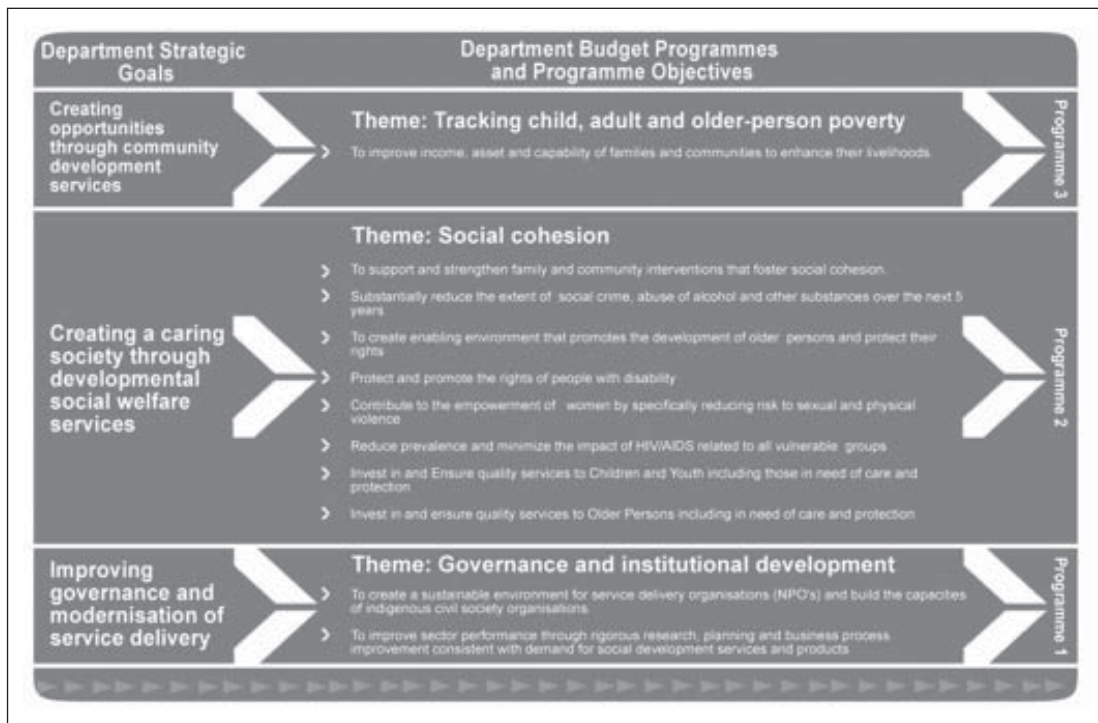 Department Strategic
Goals
Department Budget Programmes
and Programme Objectives
Creating
opportunities
through community
development
services
Theme: Tracking child, adult and older-person poverty
To improve income, asset and capability of families and communities to enhance their livelihoods
Programme 3
Creating a caring
society through
developmental
social welfare
services
Theme: Social cohesion
To support and strengthen family and community interventions that foster social cohesion.
Substantially reduce the extent of social crime, abuse of alcohol and other substances over the next 5
years
To create enabling environment that promotes the development of older persons and protect their
rights
Protect and promote the rights of people with disability
Contribute to the empowerment of women by specifically reducing risk to sexual and physical
violence
Reduce prevalence and minimize the impact of HIV/AIDS related to all vulnerable groups
Invest in and Ensure quality services to Children and Youth including those in need of care and
protection
Invest in and ensure quality services to Older Persons including in need of care and protection
Programme 2
Improving
governance and
modernisation of
service delivery
Theme: Governance and institutional development
To create a sustainable environment for service delivery organisations (NPO's) and build the capacities
of indigenous civil society organisations.
To improve sector performance through rigorous research, planning and business process
improvement consistent with demand for social development services and products
Programme 1